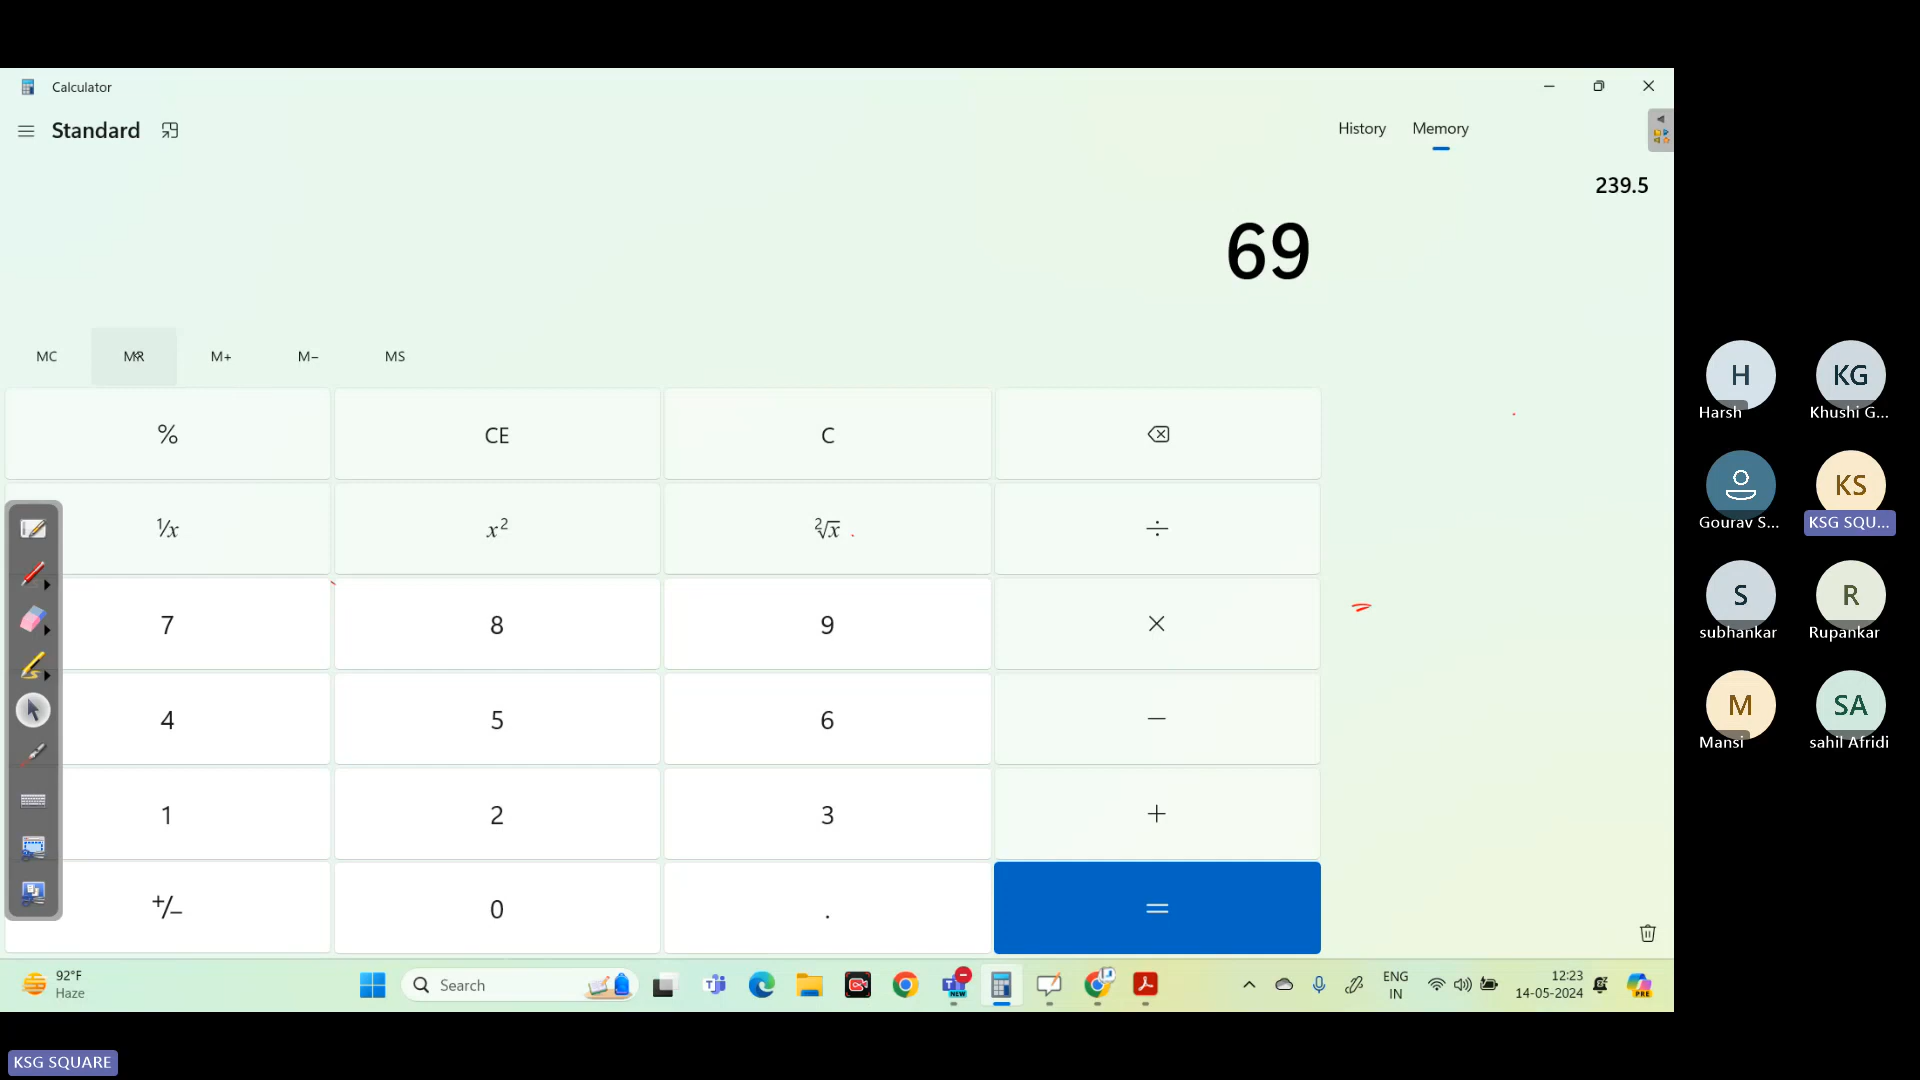 Calculator
Standard
History Memory
239.5
69
MC MR M+ M− MS
% CE C
¹/x x² ²√x ÷
7 8 9 ×
4 5 6 −
1 2 3 +
+/− 0 . =
H KG
Harsh Khushi G...
KS
Gourav S... KSG SQU...
S R
subhankar Rupankar
M SA
Mansi sahil Afridi
92°F
Haze
Search
NEW
ENG
IN
12:23
14-05-2024
PRE
KSG SQUARE